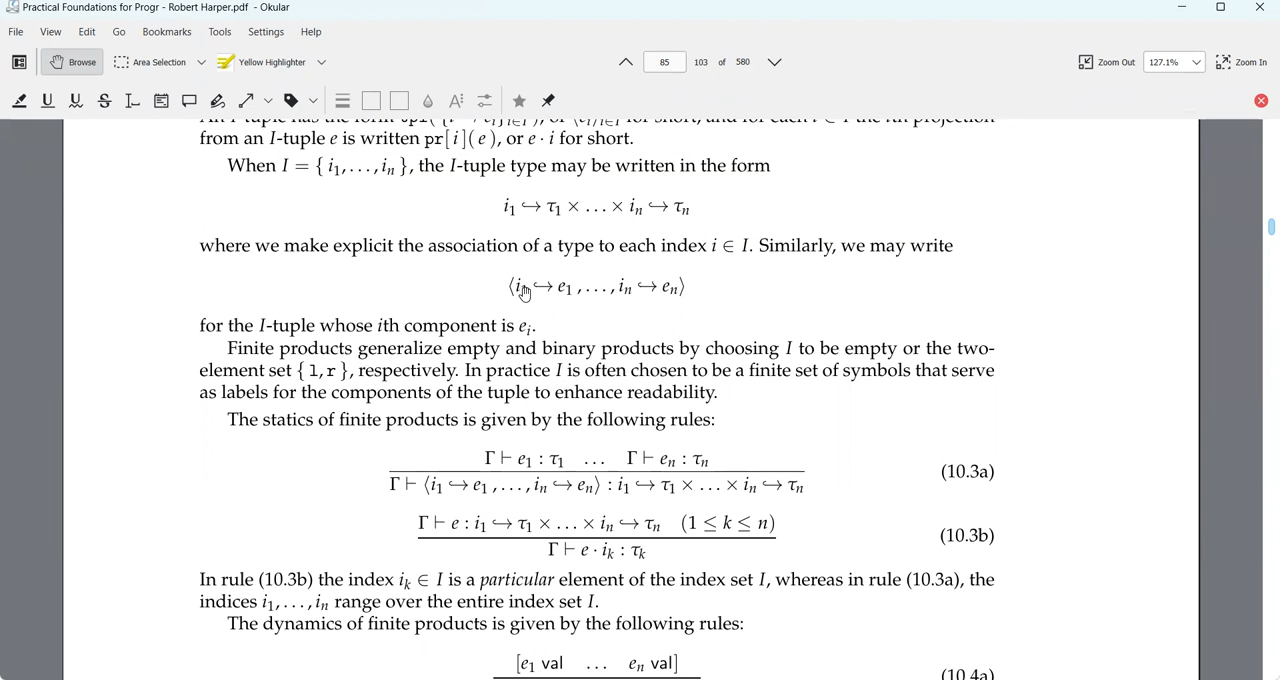 Practical Foundations for Progr - Robert Harper.pdf - Okular
File View Edit Go Bookmarks Tools Settings Help
Browse Area Selection Yellow Highlighter 85 103 of 580 Zoom Out 127.1% Zoom In
from an I-tuple e is written pr[i](e), or e · i for short.
When I = { i₁, . . . , iₙ }, the I-tuple type may be written in the form
i₁ ↪ τ₁ × . . . × iₙ ↪ τₙ
where we make explicit the association of a type to each index i ∈ I. Similarly, we may write
⟨i₁ ↪ e₁ , . . . , iₙ ↪ eₙ⟩
for the I-tuple whose ith component is eᵢ.
Finite products generalize empty and binary products by choosing I to be empty or the two-
element set { l, r }, respectively. In practice I is often chosen to be a finite set of symbols that serve
as labels for the components of the tuple to enhance readability.
The statics of finite products is given by the following rules:
Γ ⊢ e₁ : τ₁ . . . Γ ⊢ eₙ : τₙ
Γ ⊢ ⟨i₁ ↪ e₁ , . . . , iₙ ↪ eₙ⟩ : i₁ ↪ τ₁ × . . . × iₙ ↪ τₙ (10.3a)
Γ ⊢ e : i₁ ↪ τ₁ × . . . × iₙ ↪ τₙ (1 ≤ k ≤ n)
Γ ⊢ e · iₖ : τₖ (10.3b)
In rule (10.3b) the index iₖ ∈ I is a particular element of the index set I, whereas in rule (10.3a), the
indices i₁, . . . , iₙ range over the entire index set I.
The dynamics of finite products is given by the following rules:
[e₁ val . . . eₙ val]
(10.4a)